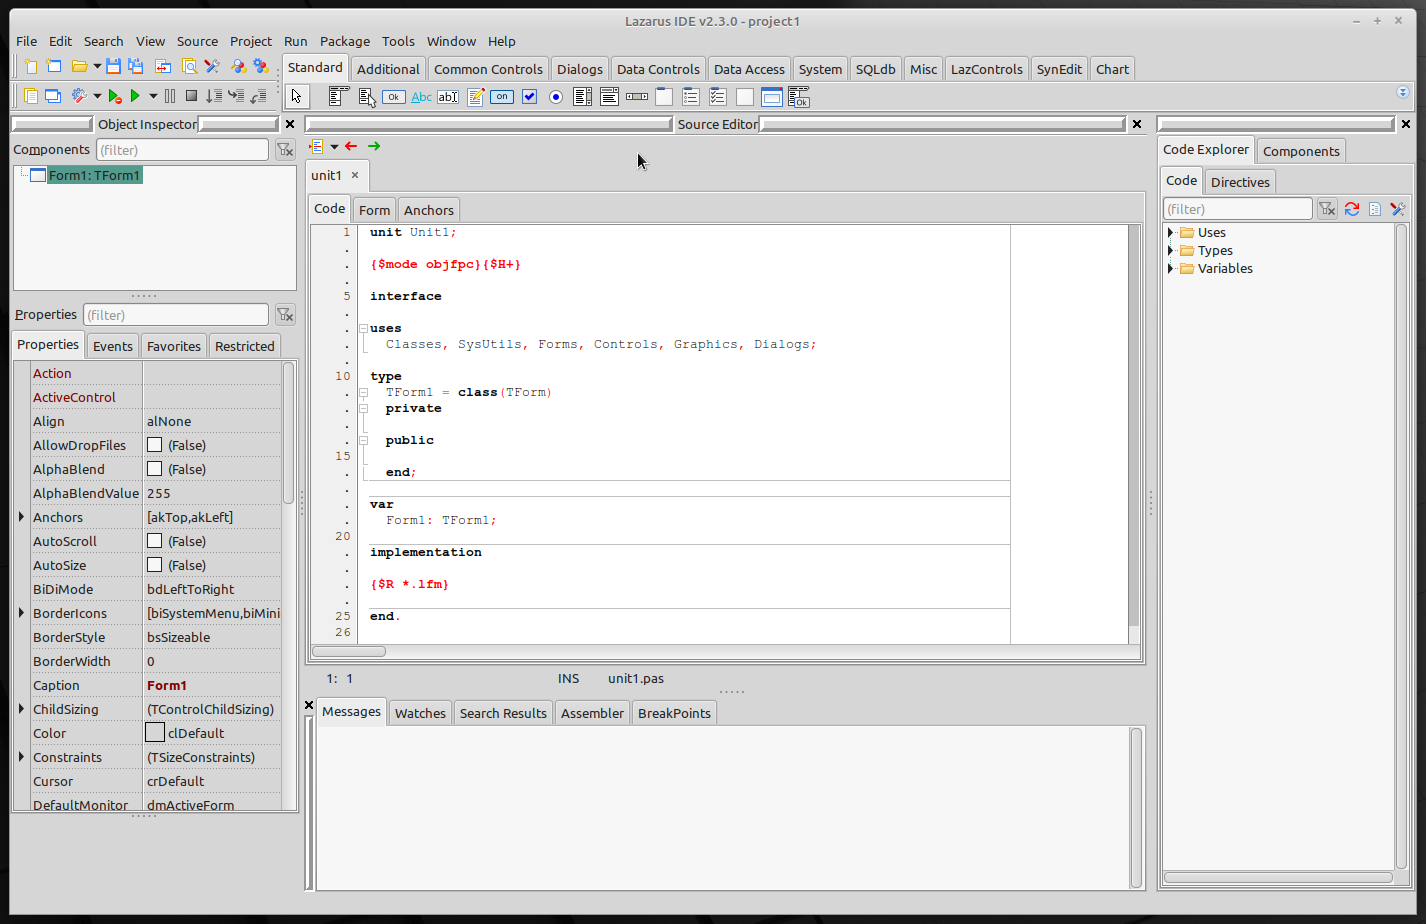 Lazarus IDE v2.3.0 - project1
File Edit Search View Source Project Run Package Tools Window Help
Standard Additional Common Controls Dialogs Data Controls Data Access System SQLdb Misc LazControls SynEdit Chart
Ok Abc abI on Ok
Object Inspector
Components (filter)
Form1: TForm1
Properties (filter)
Properties Events Favorites Restricted
Action
ActiveControl
Align alNone
AllowDropFiles (False)
AlphaBlend (False)
AlphaBlendValue 255
Anchors [akTop,akLeft]
AutoScroll (False)
AutoSize (False)
BiDiMode bdLeftToRight
BorderIcons [biSystemMenu,biMini
BorderStyle bsSizeable
BorderWidth 0
Caption Form1
ChildSizing (TControlChildSizing)
Color clDefault
Constraints (TSizeConstraints)
Cursor crDefault
DefaultMonitor dmActiveForm
Source Editor
unit1
Code Form Anchors
1 unit Unit1;
.
. {$mode objfpc}{$H+}
.
5 interface
.
. uses
. Classes, SysUtils, Forms, Controls, Graphics, Dialogs;
.
10 type
. TForm1 = class(TForm)
. private
.
. public
15
. end;
.
. var
. Form1: TForm1;
20
. implementation
.
. {$R *.lfm}
.
25 end.
26
1: 1 INS unit1.pas
Messages Watches Search Results Assembler BreakPoints
Code Explorer Components
Code Directives
(filter)
Uses
Types
Variables